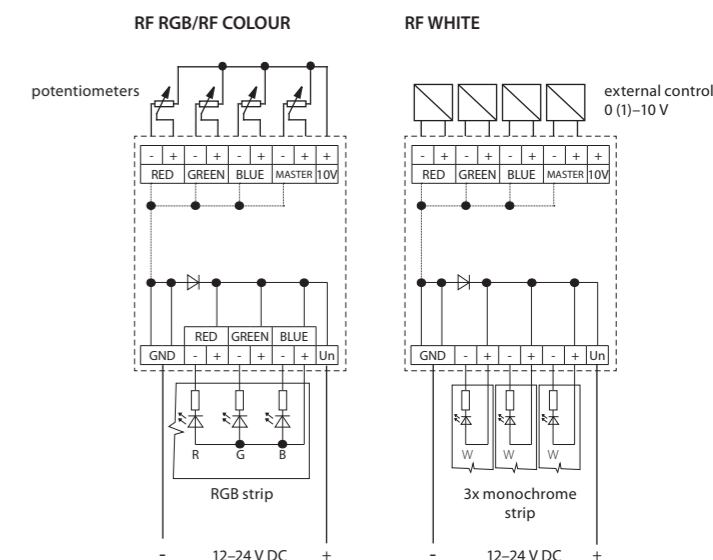 RF RGB/RF COLOUR
potentiometers
- + - + - + - + +
RED GREEN BLUE MASTER 10V
RED GREEN BLUE
GND - + - + - + Un
R G B
RGB strip
- 12–24 V DC +
RF WHITE
external control
0 (1)–10 V
- + - + - + - + +
RED GREEN BLUE MASTER 10V
GND - + - + - + Un
W W W
3x monochrome
strip
- 12–24 V DC +